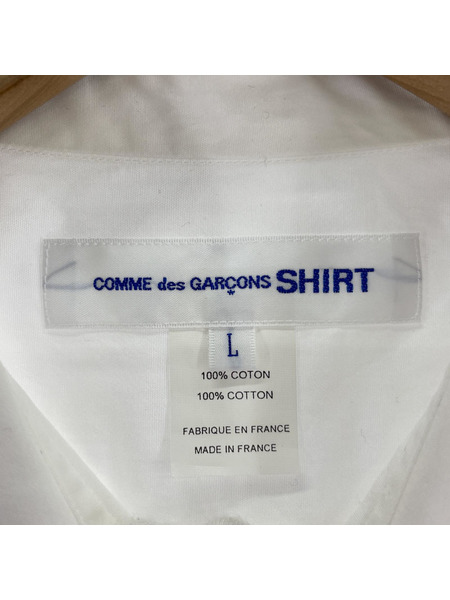 COMME des GARÇONS SHIRT
L
100% COTON
100% COTTON
FABRIQUE EN FRANCE
MADE IN FRANCE